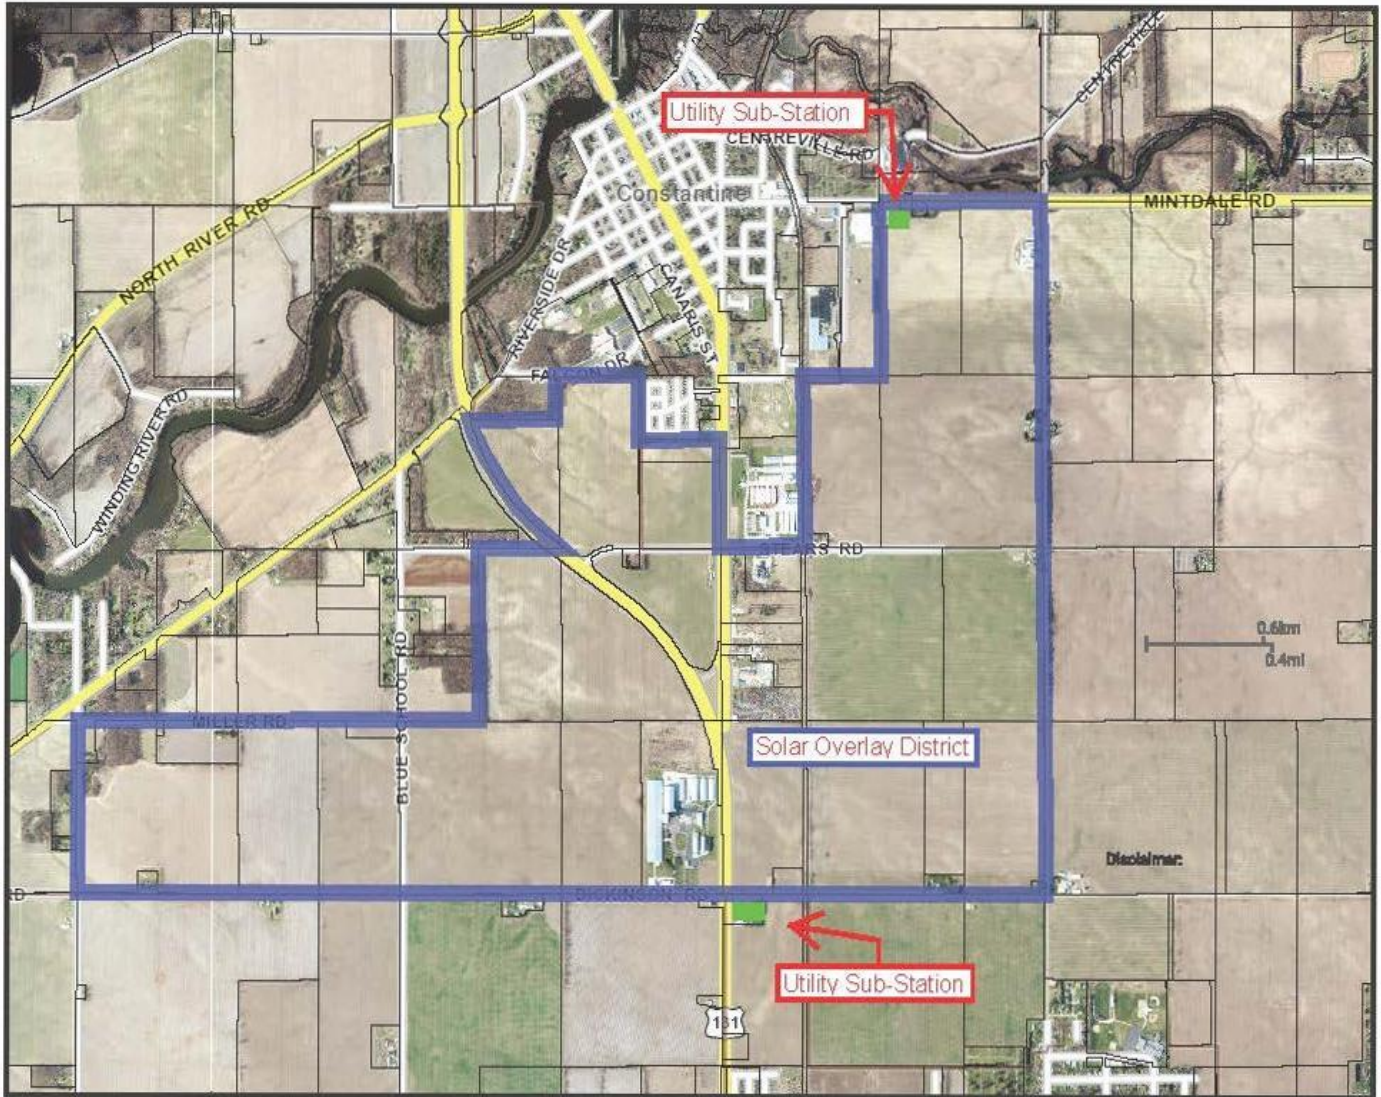 CENTREVILLE
Utility Sub-Station
CENTREVILLE RD
Constantine
MINTDALE RD
NORTH RIVER RD
RIVERSIDE DR
CANARIS ST
FALCON DR
WINDING RIVER RD
STEARS RD
0.6km
0.4mi
BLUE SCHOOL RD
MILLER RD
Solar Overlay District
Disclaimer:
RD
DICKINSON RD
Utility Sub-Station
131